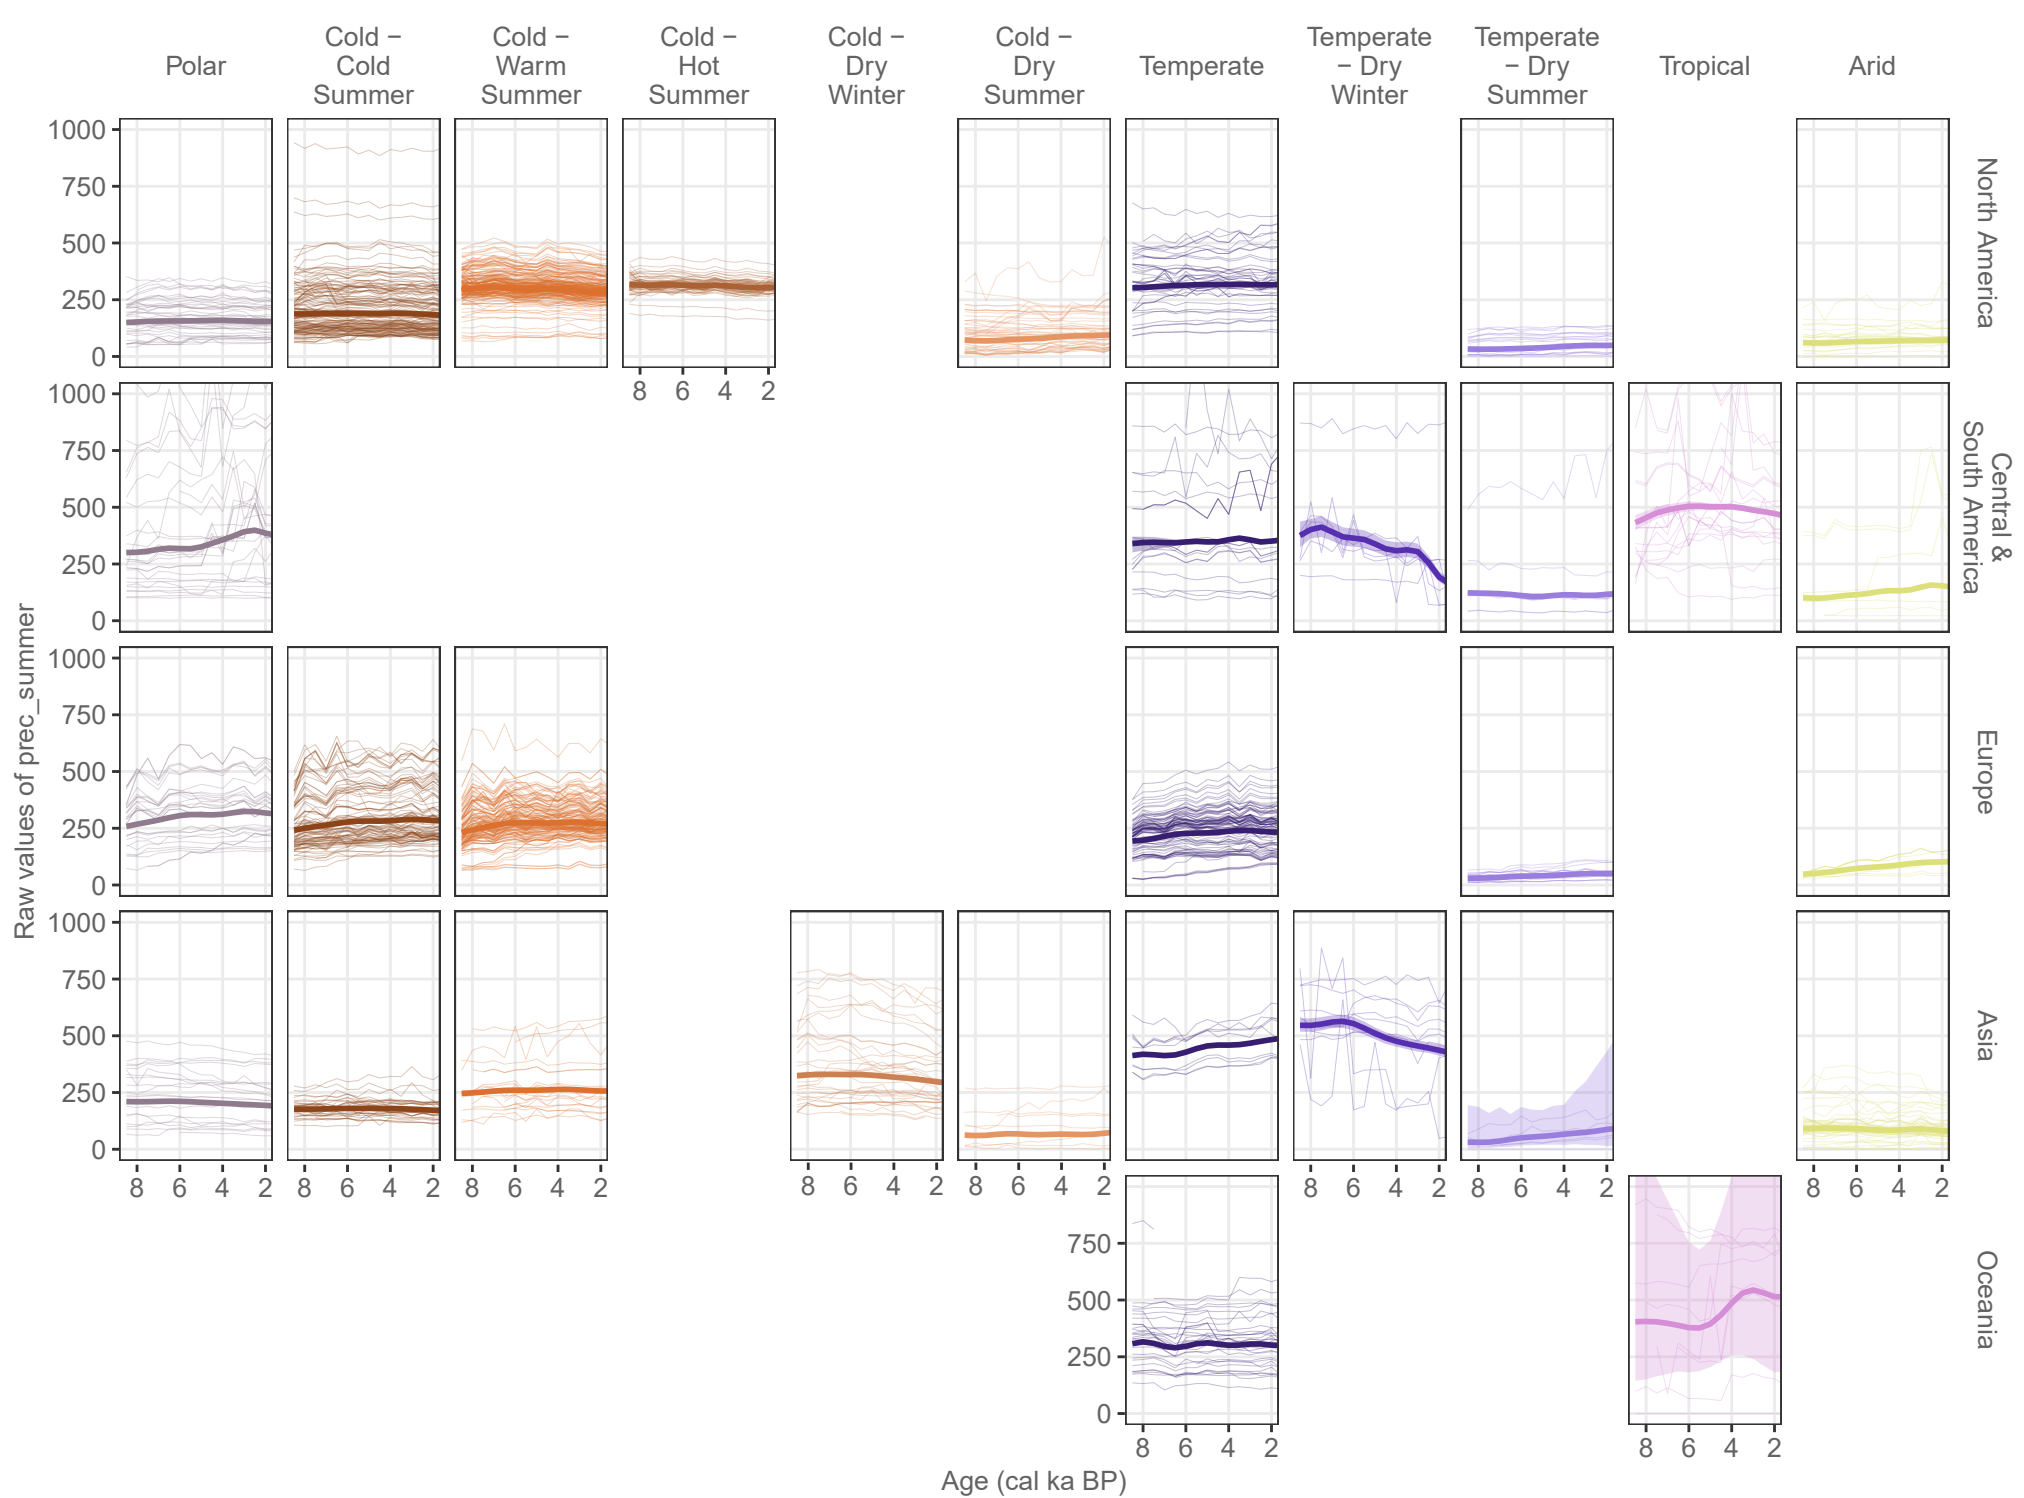 Polar
Cold −
Cold
Summer
Cold −
Warm
Summer
Cold −
Hot
Summer
Cold −
Dry
Winter
Cold −
Dry
Summer
Temperate
Temperate
− Dry
Winter
Temperate
− Dry
Summer
Tropical
Arid
1000
750
500
250
0
North America
8 6 4 2
1000
750
500
250
0
Central &
South America
1000
750
500
250
0
Europe
Raw values of prec_summer
1000
750
500
250
0
Asia
8 6 4 2
8 6 4 2
8 6 4 2
8 6 4 2
8 6 4 2
8 6 4 2
8 6 4 2
8 6 4 2
750
500
250
0
Oceania
8 6 4 2
8 6 4 2
Age (cal ka BP)